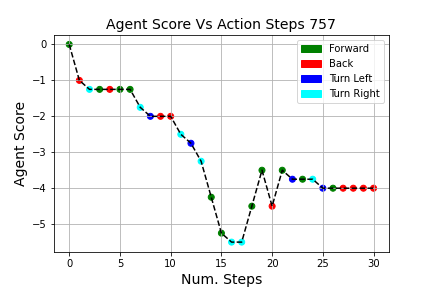 Agent Score Vs Action Steps 757
Agent Score
0
−1
−2
−3
−4
−5
Forward
Back
Turn Left
Turn Right
0 5 10 15 20 25 30
Num. Steps